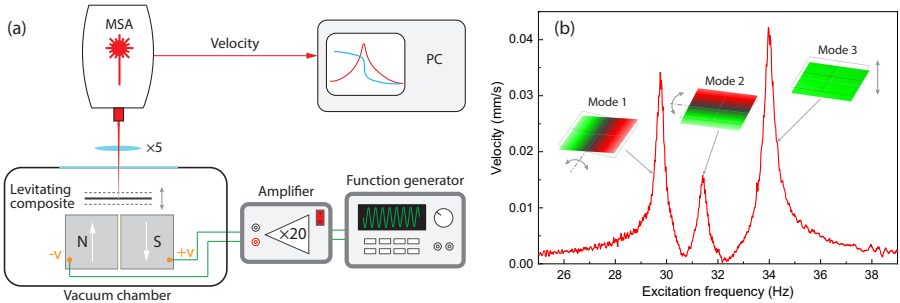 (a)
MSA
Velocity
PC
×5
Levitating
composite
N
S
-v
+v
Vacuum chamber
Amplifier
×20
Function generator
(b)
Velocity (mm/s)
0.04
0.03
0.02
0.01
0.00
Mode 1
Mode 2
Mode 3
26 28 30 32 34 36 38
Excitation frequency (Hz)